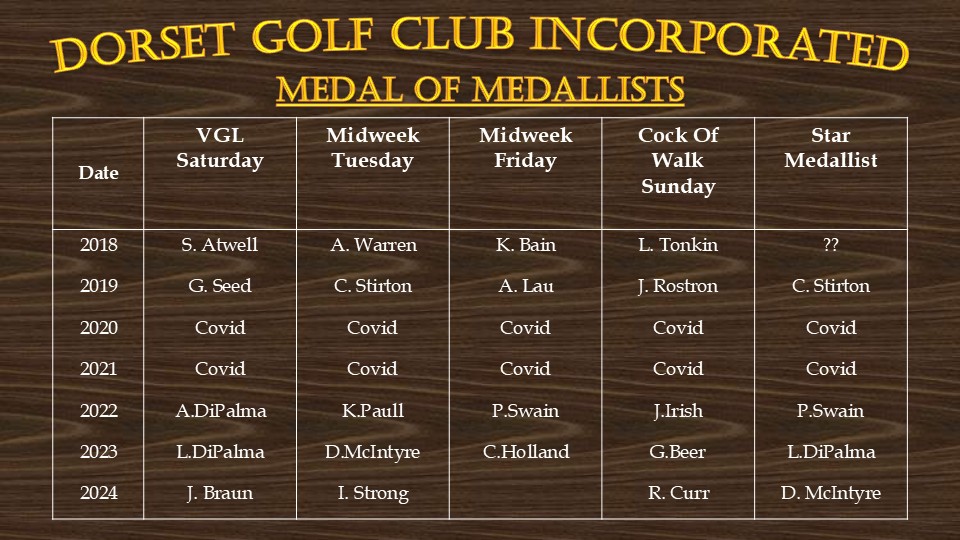 DORSET GOLF CLUB INCORPORATED
MEDAL OF MEDALLISTS
Date VGL Saturday Midweek Tuesday Midweek Friday Cock Of Walk Sunday Star Medallist
2018 S. Atwell A. Warren K. Bain L. Tonkin ??
2019 G. Seed C. Stirton A. Lau J. Rostron C. Stirton
2020 Covid Covid Covid Covid Covid
2021 Covid Covid Covid Covid Covid
2022 A.DiPalma K.Paull P.Swain J.Irish P.Swain
2023 L.DiPalma D.McIntyre C.Holland G.Beer L.DiPalma
2024 J. Braun I. Strong R. Curr D. McIntyre